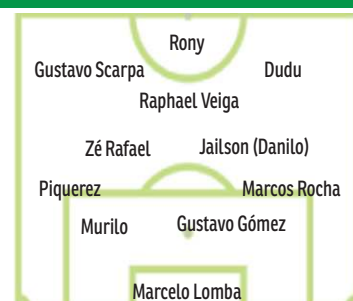 Rony
Gustavo Scarpa Dudu
Raphael Veiga
Zé Rafael Jailson (Danilo)
Piquerez Marcos Rocha
Murilo Gustavo Gómez
Marcelo Lomba